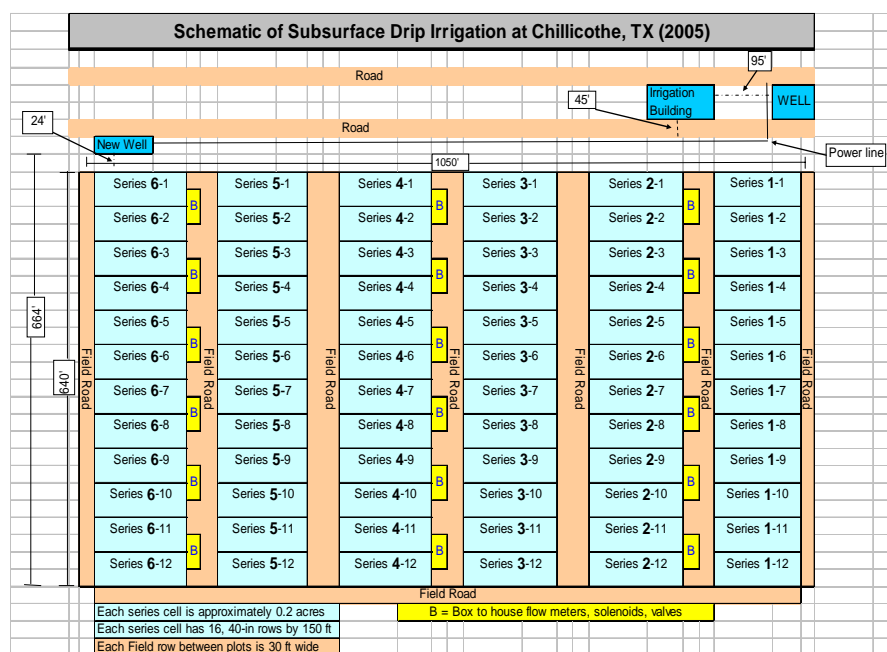 Schematic of Subsurface Drip Irrigation at Chillicothe, TX (2005)
95'
Road
Irrigation
Building
WELL
45'
24'
Road
New Well
Power line
1050'
Series 6-1 Series 5-1 Series 4-1 Series 3-1 Series 2-1 Series 1-1
B B B
Series 6-2 Series 5-2 Series 4-2 Series 3-2 Series 2-2 Series 1-2
Series 6-3 Series 5-3 Series 4-3 Series 3-3 Series 2-3 Series 1-3
B B B
Series 6-4 Series 5-4 Series 4-4 Series 3-4 Series 2-4 Series 1-4
664'
Series 6-5 Series 5-5 Series 4-5 Series 3-5 Series 2-5 Series 1-5
B B B
Series 6-6 Series 5-6 Series 4-6 Series 3-6 Series 2-6 Series 1-6
640'
Field Road Field Road Field Road Field Road Field Road Field Road Field Road
Series 6-7 Series 5-7 Series 4-7 Series 3-7 Series 2-7 Series 1-7
B B B
Series 6-8 Series 5-8 Series 4-8 Series 3-8 Series 2-8 Series 1-8
Series 6-9 Series 5-9 Series 4-9 Series 3-9 Series 2-9 Series 1-9
B B B
Series 6-10 Series 5-10 Series 4-10 Series 3-10 Series 2-10 Series 1-10
Series 6-11 Series 5-11 Series 4-11 Series 3-11 Series 2-11 Series 1-11
B B B
Series 6-12 Series 5-12 Series 4-12 Series 3-12 Series 2-12 Series 1-12
Field Road
Each series cell is approximately 0.2 acres
B = Box to house flow meters, solenoids, valves
Each series cell has 16, 40-in rows by 150 ft
Each Field row between plots is 30 ft wide